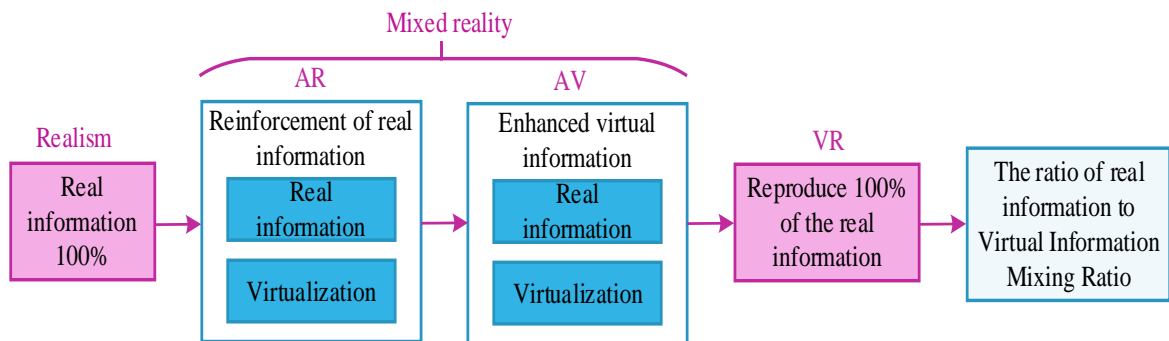 Mixed reality
AR
AV
Realism
Real
information
100%
Reinforcement of real
information
Real
information
Virtualization
Enhanced virtual
information
Real
information
Virtualization
VR
Reproduce 100%
of the real
information
The ratio of real
information to
Virtual Information
Mixing Ratio